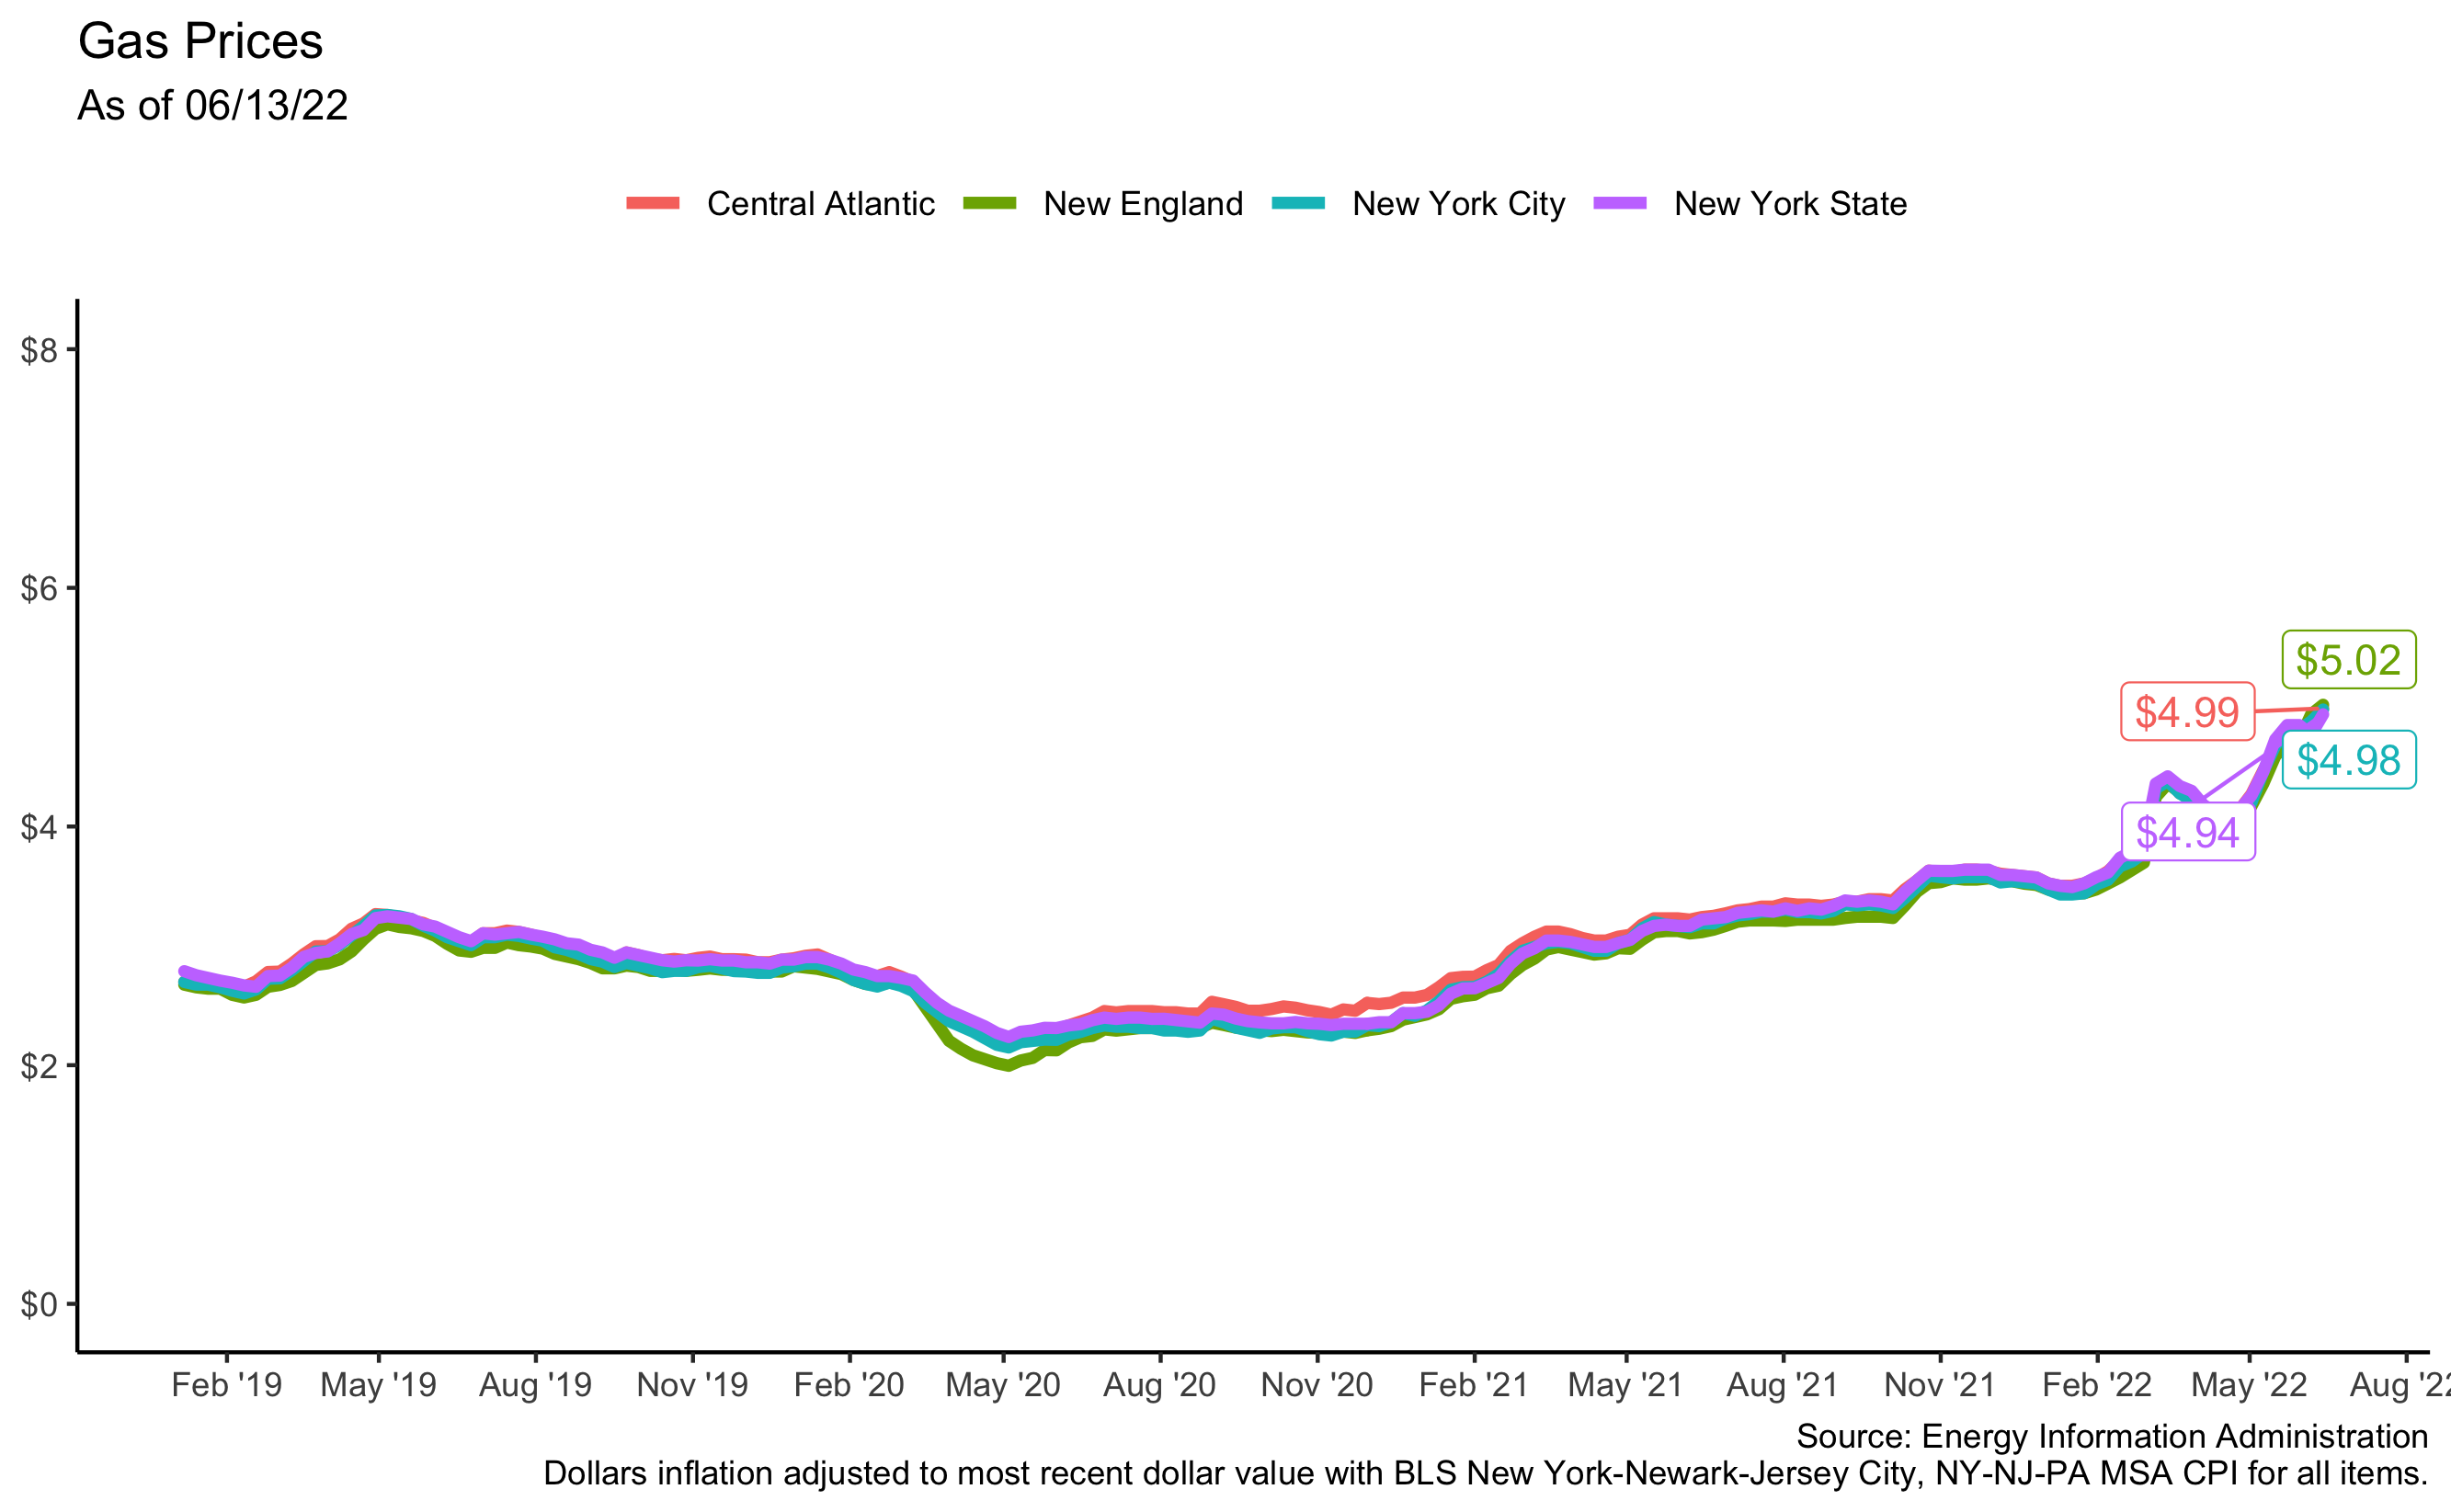 Gas Prices
As of 06/13/22
Central Atlantic New England New York City New York State
$8
$6
$5.02
$4.99
$4.98
$4
$4.94
$2
$0
Feb '19 May '19 Aug '19 Nov '19 Feb '20 May '20 Aug '20 Nov '20 Feb '21 May '21 Aug '21 Nov '21 Feb '22 May '22 Aug '22
Source: Energy Information Administration
Dollars inflation adjusted to most recent dollar value with BLS New York-Newark-Jersey City, NY-NJ-PA MSA CPI for all items.